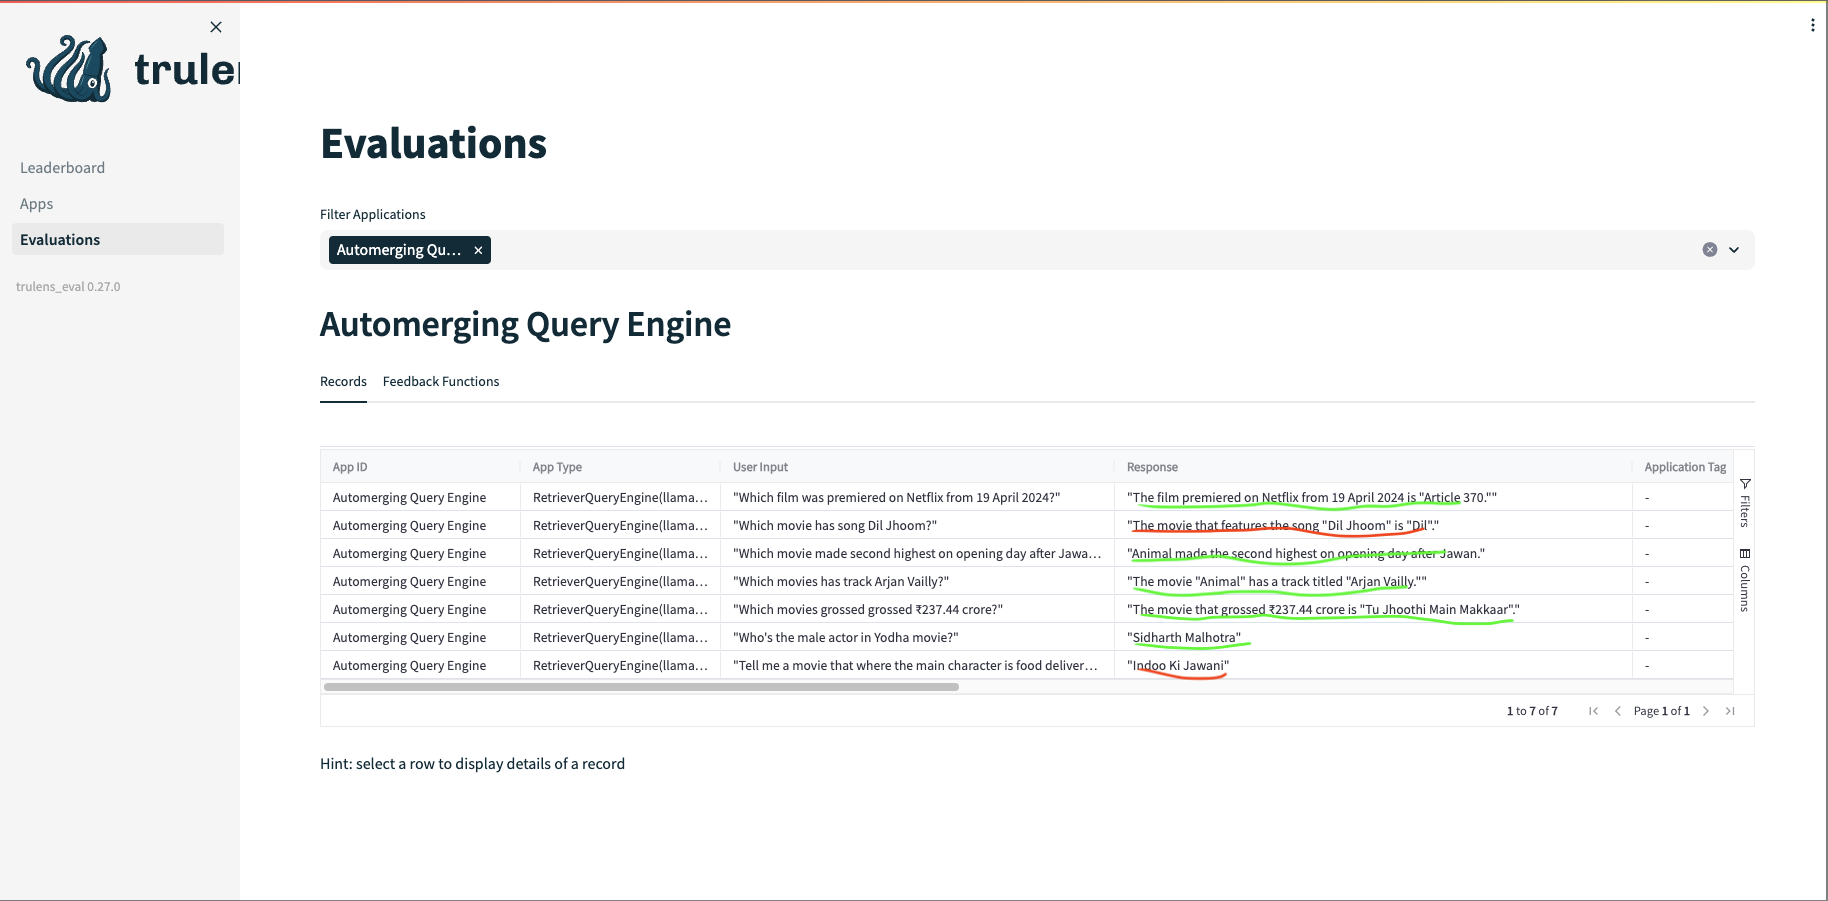 trule
Leaderboard
Apps
Evaluations
trulens_eval 0.27.0
Evaluations
Filter Applications
Automerging Qu...
Automerging Query Engine
Records Feedback Functions
App ID App Type User Input Response Application Tag
Automerging Query Engine RetrieverQueryEngine(llama... "Which film was premiered on Netflix from 19 April 2024?" "The film premiered on Netflix from 19 April 2024 is "Article 370."" -
Automerging Query Engine RetrieverQueryEngine(llama... "Which movie has song Dil Jhoom?" "The movie that features the song "Dil Jhoom" is "Dil"." -
Automerging Query Engine RetrieverQueryEngine(llama... "Which movie made second highest on opening day after Jawa... "Animal made the second highest on opening day after Jawan." -
Automerging Query Engine RetrieverQueryEngine(llama... "Which movies has track Arjan Vailly?" "The movie "Animal" has a track titled "Arjan Vailly."" -
Automerging Query Engine RetrieverQueryEngine(llama... "Which movies grossed grossed ₹237.44 crore?" "The movie that grossed ₹237.44 crore is "Tu Jhoothi Main Makkaar"." -
Automerging Query Engine RetrieverQueryEngine(llama... "Who's the male actor in Yodha movie?" "Sidharth Malhotra" -
Automerging Query Engine RetrieverQueryEngine(llama... "Tell me a movie that where the main character is food deliver... "Indoo Ki Jawani" -
Filters
Columns
1 to 7 of 7 Page 1 of 1
Hint: select a row to display details of a record